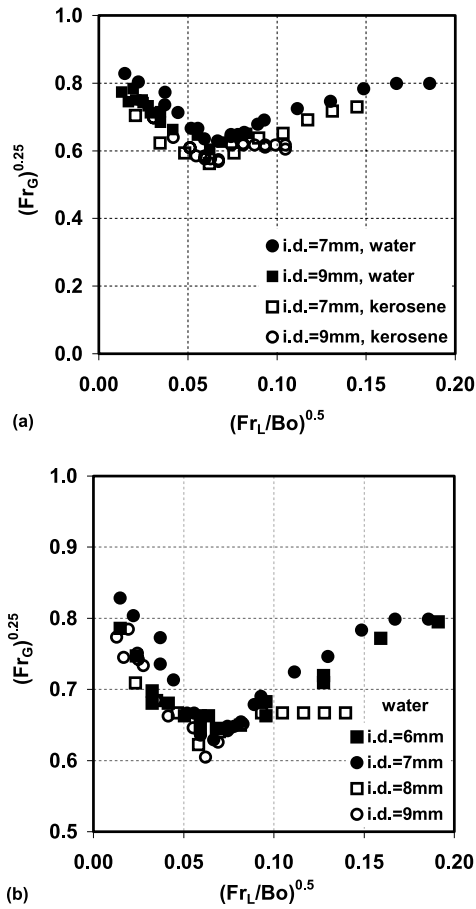 1.0
0.8
0.6
0.4
0.2
0.0
(Fr_G)^0.25
i.d.=7mm, water
i.d.=9mm, water
i.d.=7mm, kerosene
i.d.=9mm, kerosene
0.00 0.05 0.10 0.15 0.20
(a)
(Fr_L/Bo)^0.5
1.0
0.9
0.8
0.7
0.6
0.5
(Fr_G)^0.25
water
i.d.=6mm
i.d.=7mm
i.d.=8mm
i.d.=9mm
0.00 0.05 0.10 0.15 0.20
(b)
(Fr_L/Bo)^0.5